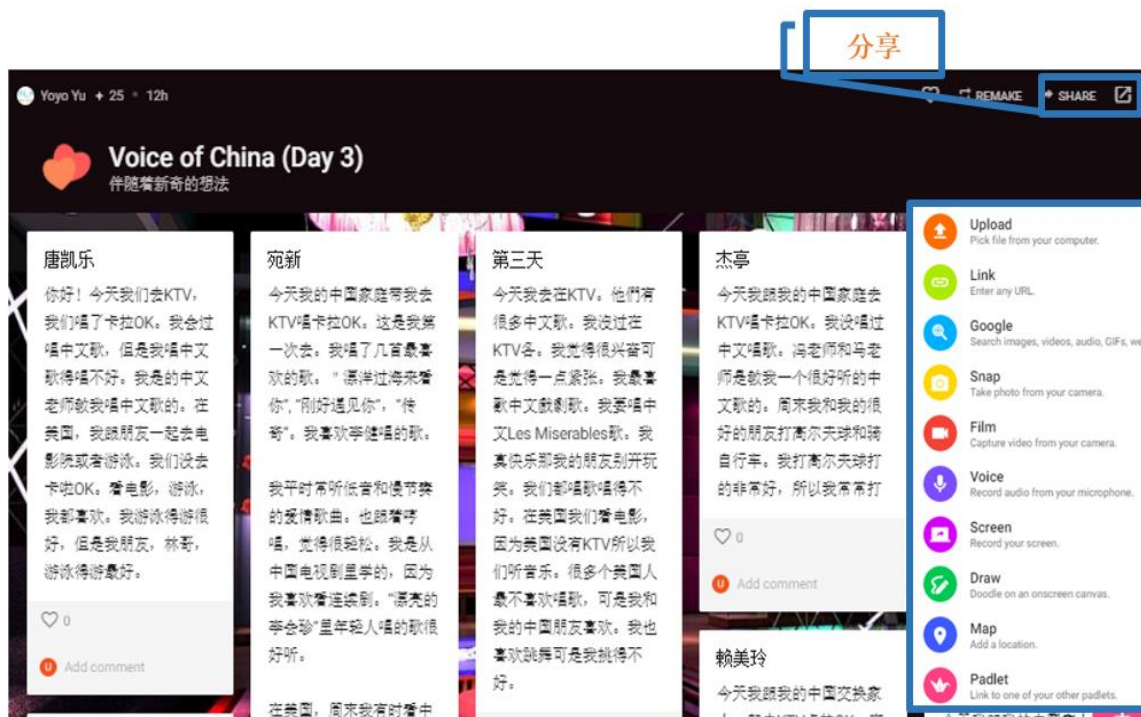 分享
Yoyo Yu + 25 • 12h
REMAKE
SHARE
Voice of China (Day 3)
伴随着新奇的想法
唐凯乐
你好！今天我们去KTV，
我们唱了卡拉OK。我会过
唱中文歌，但是我唱中文
歌得唱不好。我是的中文
老师教我唱中文歌的。在
美国，我跟朋友一起去电
影院或者游泳。我们没去
卡啦OK。看电影，游泳，
我都喜欢。我游泳得游很
好，但是我朋友，林哥，
游泳得游最好。
0
Add comment
宛新
今天我的中国家庭带我去
KTV唱卡拉OK。这是我第
一次去。我唱了几首最喜
欢的歌。" 漂洋过海来看
你", "刚好遇见你"，"传
奇"。我喜欢李健唱的歌。
我平时常听低音和慢节奏
的爱情歌曲。也跟着哼
唱，觉得很轻松。我是从
中国电视剧里学的，因为
我喜欢看连续剧。"漂亮的
李会珍"里年轻人唱的歌很
好听。
在美国，周末我有时看中
第三天
今天我去在KTV。他們有
很多中文歌。我沒过在
KTV各。我觉得很兴奋可
是觉得一点紧张。我最喜
歡中文戲劇歌。我要唱中
文Les Miserables歌。我
真快乐那我的朋友别开玩
笑。我们都唱歌唱得不
好。在美国我们看电影，
因为美国没有KTV所以我
们听音乐。很多个美国人
最不喜欢唱歌，可是我和
我的中国朋友喜欢。我也
喜欢跳舞可是我挑得不
好。
杰亭
今天我跟我的中国家庭去
KTV唱卡拉OK。我没唱过
中文唱歌。冯老师和马老
师是教我一个很好听的中
文歌的。周末我和我的很
好的朋友打高尔夫球和骑
自行车。我打高尔夫球打
的非常好，所以我常常打
0
Add comment
赖美玲
今天我跟我的中国交换家
Upload
Pick file from your computer.
Link
Enter any URL.
Google
Search images, videos, audio, GIFs, we
Snap
Take photo from your camera.
Film
Capture video from your camera.
Voice
Record audio from your microphone.
Screen
Record your screen.
Draw
Doodle on an onscreen canvas.
Map
Add a location.
Padlet
Link to one of your other padlets.